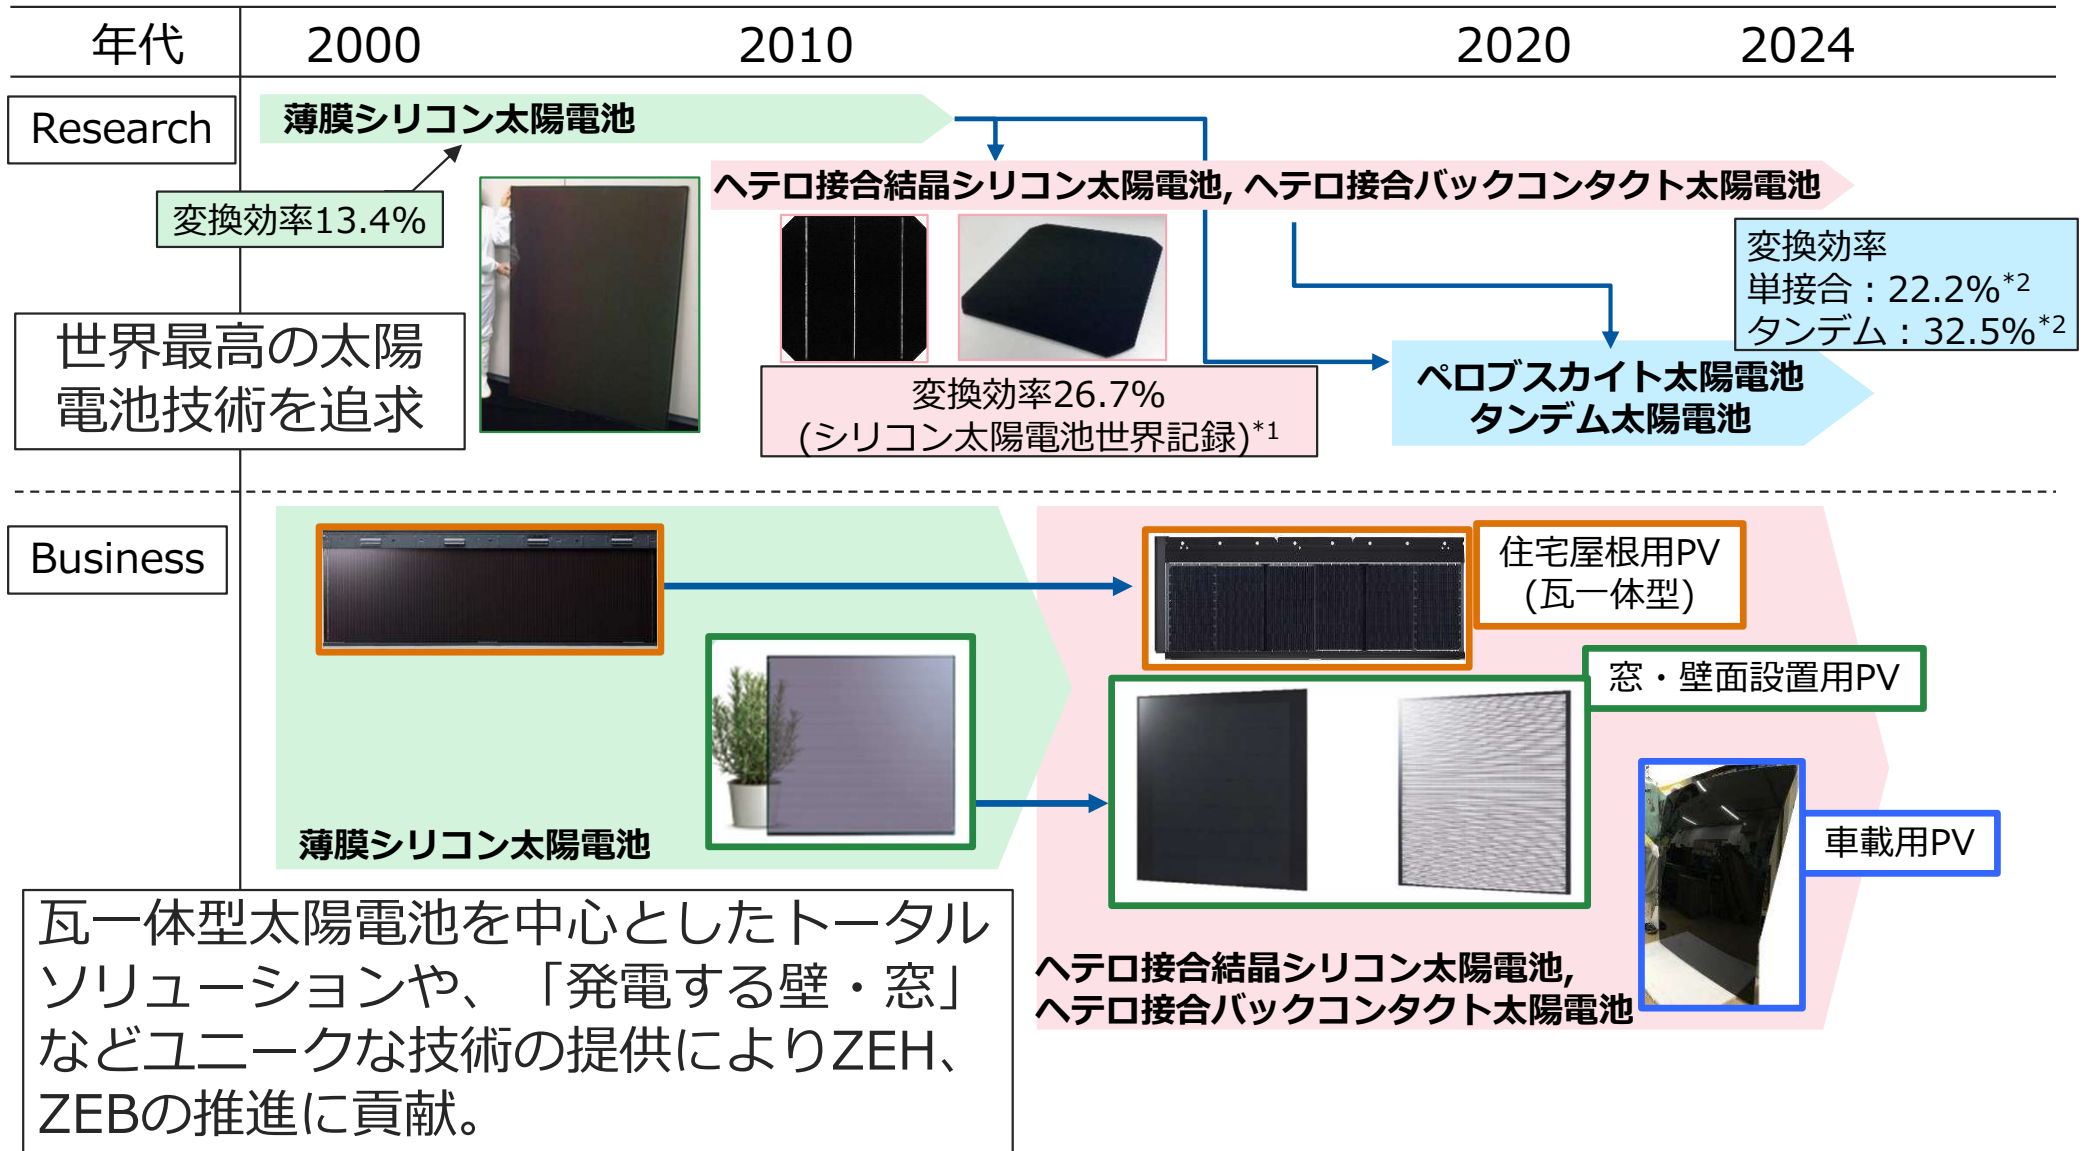 年代
2000
2010
2020
2024
Research
薄膜シリコン太陽電池
変換効率13.4%
ヘテロ接合結晶シリコン太陽電池, ヘテロ接合バックコンタクト太陽電池
変換効率
単接合：22.2%*2
タンデム：32.5%*2
世界最高の太陽
電池技術を追求
変換効率26.7%
(シリコン太陽電池世界記録)*1
ペロブスカイト太陽電池
タンデム太陽電池
Business
住宅屋根用PV
(瓦一体型)
窓・壁面設置用PV
車載用PV
薄膜シリコン太陽電池
ヘテロ接合結晶シリコン太陽電池,
ヘテロ接合バックコンタクト太陽電池
瓦一体型太陽電池を中心としたトータル
ソリューションや、「発電する壁・窓」
などユニークな技術の提供によりZEH、
ZEBの推進に貢献。